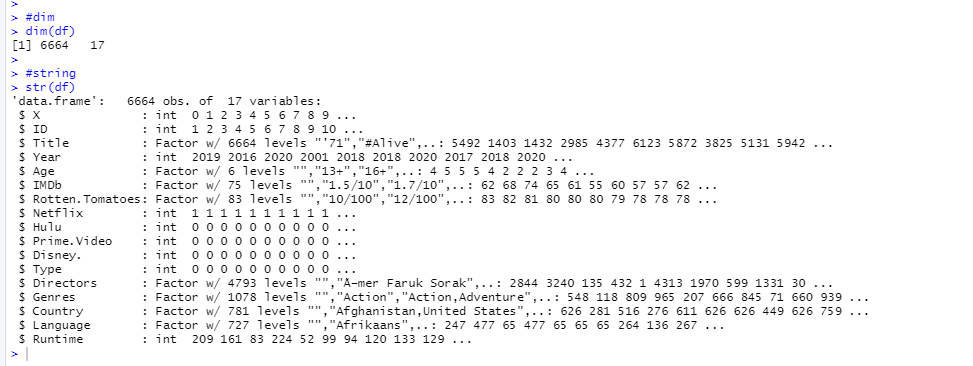 >
> #dim
> dim(df)
[1] 6664   17
>
> #string
> str(df)
'data.frame':   6664 obs. of  17 variables:
 $ X              : int  0 1 2 3 4 5 6 7 8 9 ...
 $ ID             : int  1 2 3 4 5 6 7 8 9 10 ...
 $ Title          : Factor w/ 6664 levels "'71","#Alive",..: 5492 1403 1432 2985 4377 6123 5872 3825 5131 5942 ...
 $ Year           : int  2019 2016 2020 2001 2018 2018 2020 2017 2018 2020 ...
 $ Age            : Factor w/ 6 levels "","13+","16+",..: 4 5 5 5 4 2 2 2 3 4 ...
 $ IMDb           : Factor w/ 75 levels "","1.5/10","1.7/10",..: 62 68 74 65 61 55 60 57 57 62 ...
 $ Rotten.Tomatoes: Factor w/ 83 levels "","10/100","12/100",..: 83 82 81 80 80 80 79 78 78 78 ...
 $ Netflix        : int  1 1 1 1 1 1 1 1 1 1 ...
 $ Hulu           : int  0 0 0 0 0 0 0 0 0 0 ...
 $ Prime.Video    : int  0 0 0 0 0 0 0 0 0 0 ...
 $ Disney.        : int  0 0 0 0 0 0 0 0 0 0 ...
 $ Type           : int  0 0 0 0 0 0 0 0 0 0 ...
 $ Directors      : Factor w/ 4793 levels "","Ä-mer Faruk Sorak",..: 2844 3240 135 432 1 4313 1970 599 1331 30 ...
 $ Genres         : Factor w/ 1078 levels "","Action","Action,Adventure",..: 548 118 809 965 207 666 845 71 660 939 ...
 $ Country        : Factor w/ 781 levels "","Afghanistan,United States",..: 626 281 516 276 611 626 626 449 626 759 ...
 $ Language       : Factor w/ 727 levels "","Afrikaans",..: 247 477 65 477 65 65 65 264 136 267 ...
 $ Runtime        : int  209 161 83 224 52 99 94 120 133 129 ...
>